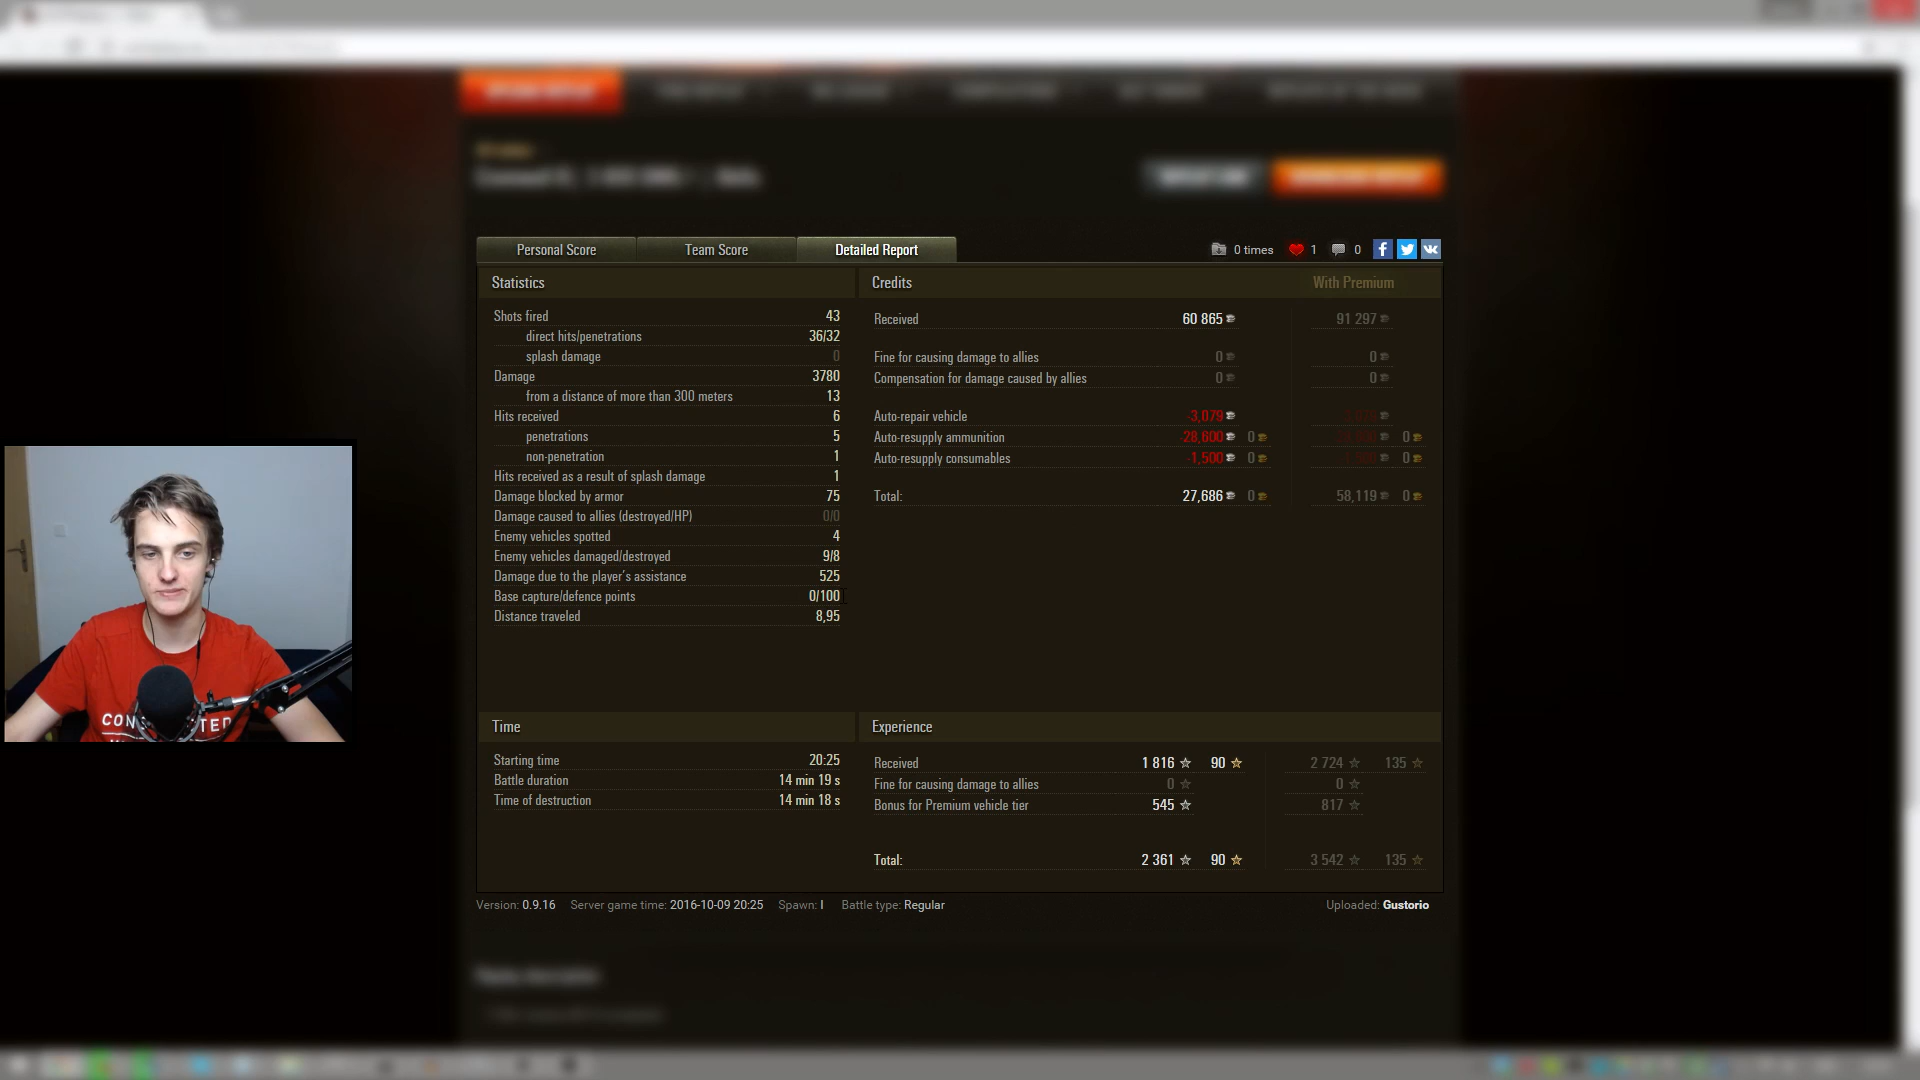 Personal Score Team Score Detailed Report 0 times 1 0
Statistics
Shots fired 43
direct hits/penetrations 36/32
splash damage 0
Damage 3780
from a distance of more than 300 meters 13
Hits received 6
penetrations 5
non-penetration 1
Hits received as a result of splash damage 1
Damage blocked by armor 75
Damage caused to allies (destroyed/HP) 0/0
Enemy vehicles spotted 4
Enemy vehicles damaged/destroyed 9/8
Damage due to the player's assistance 525
Base capture/defence points 0/100
Distance traveled 8,95
Credits With Premium
Received 60 865 91 297
Fine for causing damage to allies 0 0
Compensation for damage caused by allies 0 0
Auto-repair vehicle -3,079
Auto-resupply ammunition -28,600 0 0
Auto-resupply consumables -1,500 0 0
Total: 27,686 0 58,119 0
Time
Starting time 20:25
Battle duration 14 min 19 s
Time of destruction 14 min 18 s
Experience
Received 1 816 90 2 724 135
Fine for causing damage to allies 0 0
Bonus for Premium vehicle tier 545 817
Total: 2 361 90 3 542 135
Version: 0.9.16 Server game time: 2016-10-09 20:25 Spawn: I Battle type: Regular Uploaded: Gustorio